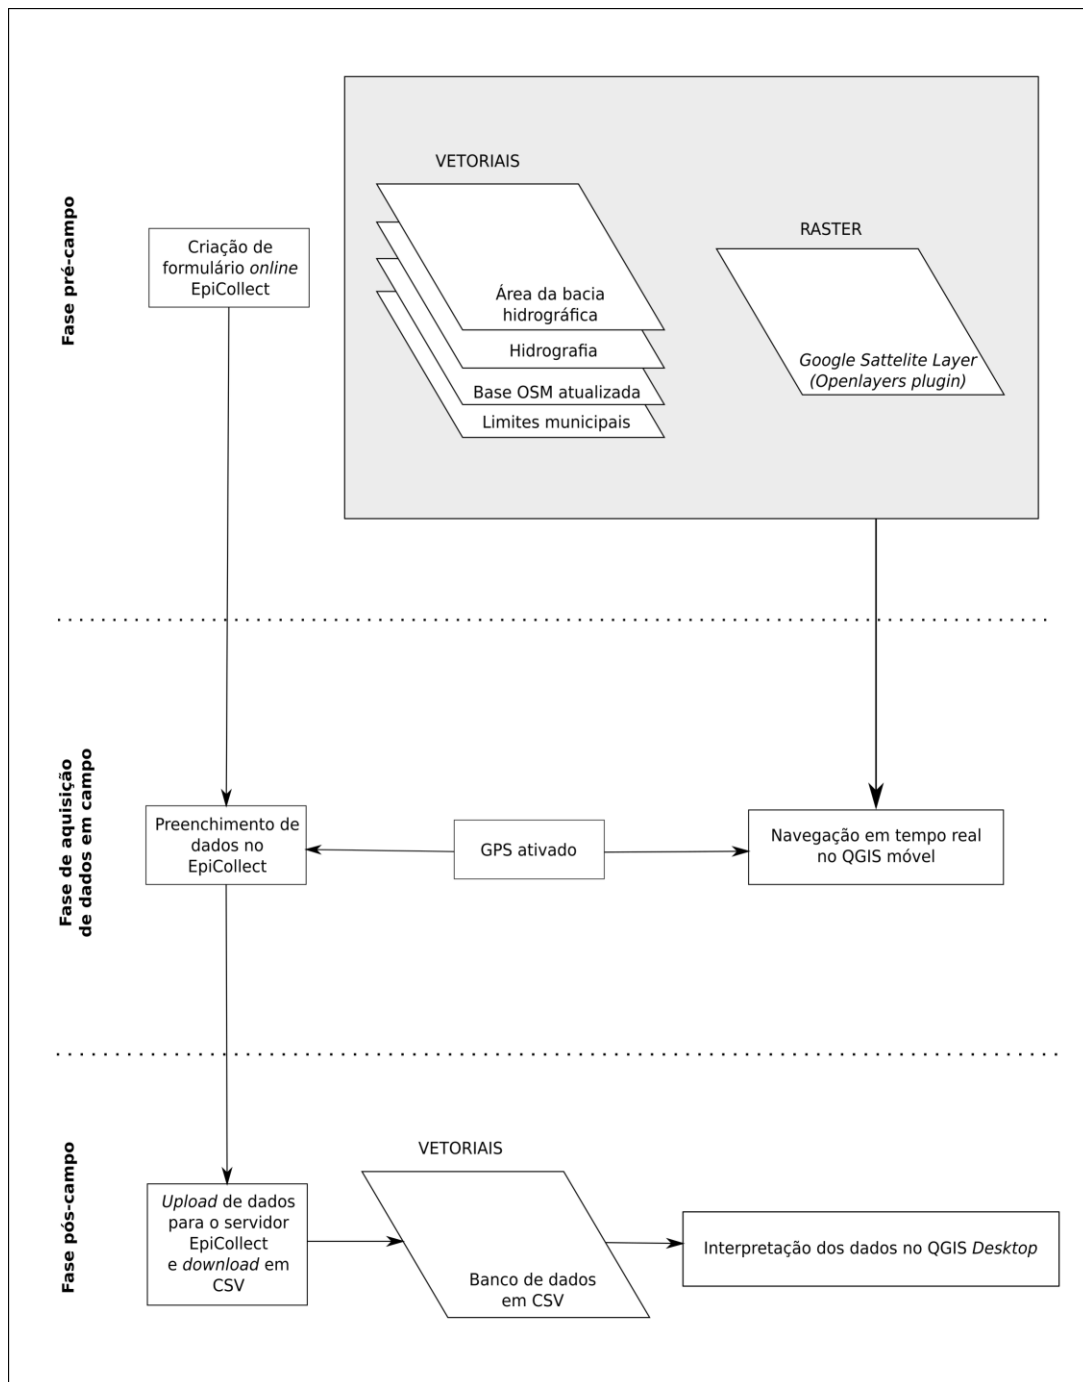 Fase pré-campo
Criação de
formulário online
EpiCollect
VETORIAIS
Área da bacia
hidrográfica
Hidrografia
Base OSM atualizada
Limites municipais
RASTER
Google Sattelite Layer
(Openlayers plugin)
Fase de aquisição
de dados em campo
Preenchimento de
dados no
EpiCollect
GPS ativado
Navegação em tempo real
no QGIS móvel
Fase pós-campo
Upload de dados
para o servidor
EpiCollect
e download em
CSV
VETORIAIS
Banco de dados
em CSV
Interpretação dos dados no QGIS Desktop